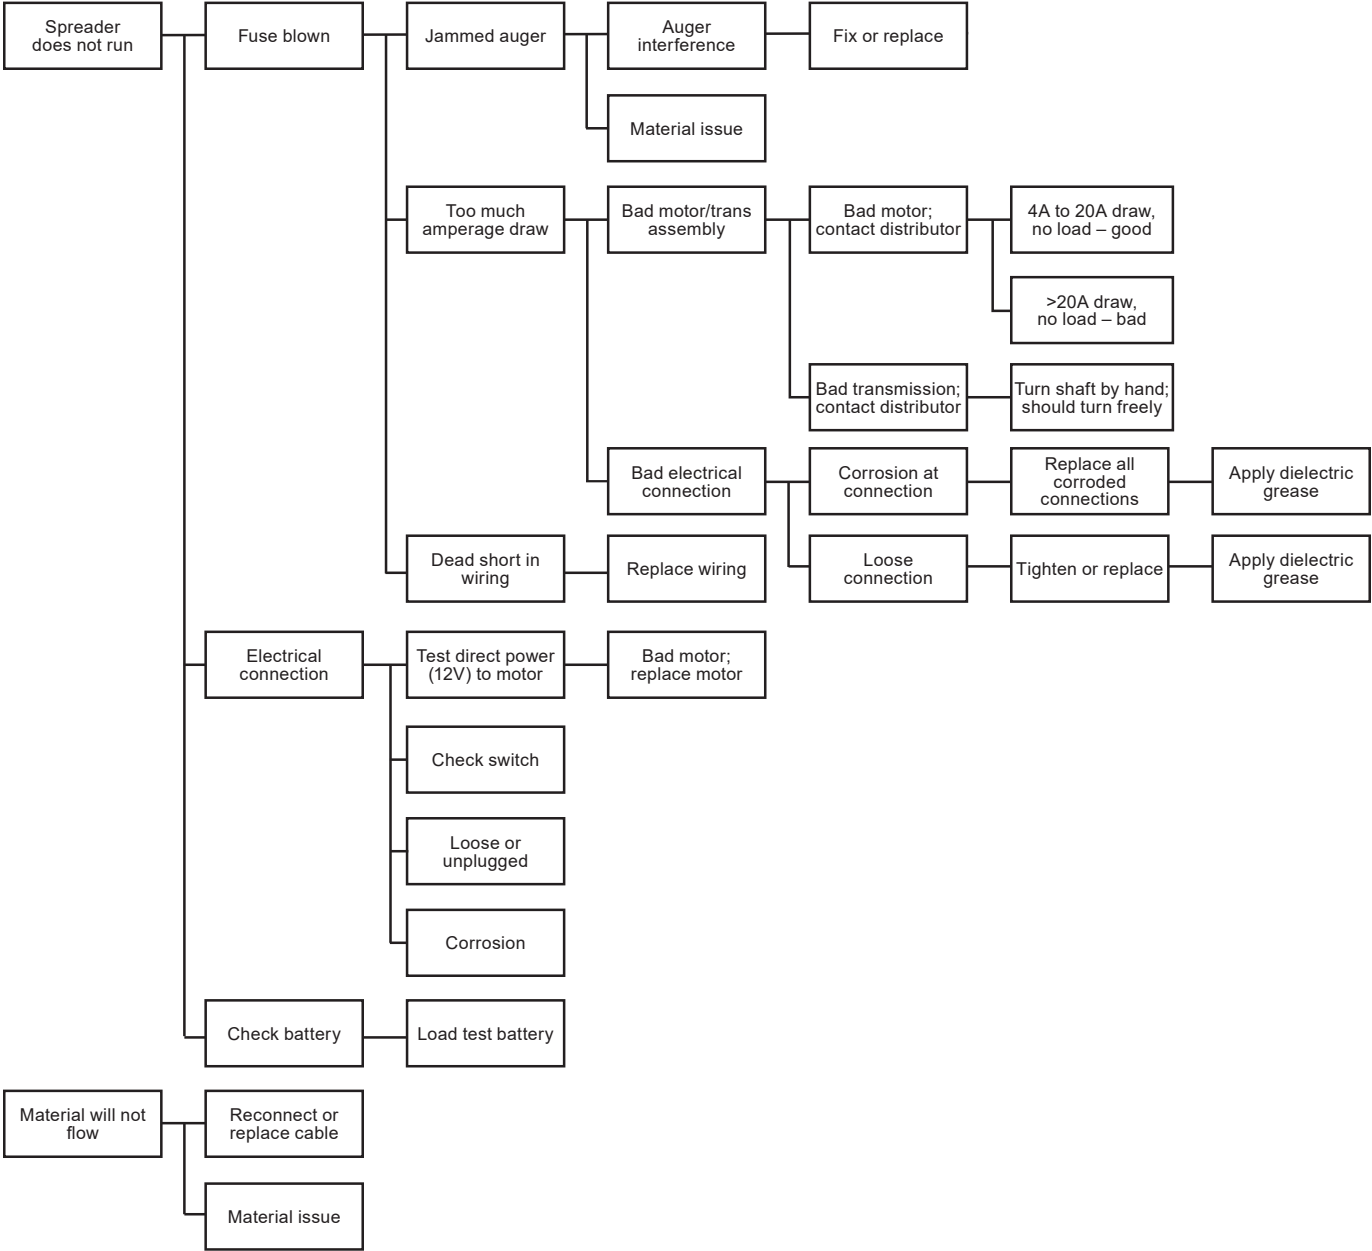 Spreader
does not run
Fuse blown
Jammed auger
Auger
interference
Fix or replace
Material issue
Too much
amperage draw
Bad motor/trans
assembly
Bad motor;
contact distributor
4A to 20A draw,
no load – good
>20A draw,
no load – bad
Bad transmission;
contact distributor
Turn shaft by hand;
should turn freely
Bad electrical
connection
Corrosion at
connection
Replace all
corroded
connections
Apply dielectric
grease
Dead short in
wiring
Replace wiring
Loose
connection
Tighten or replace
Apply dielectric
grease
Electrical
connection
Test direct power
(12V) to motor
Bad motor;
replace motor
Check switch
Loose or
unplugged
Corrosion
Check battery
Load test battery
Material will not
flow
Reconnect or
replace cable
Material issue